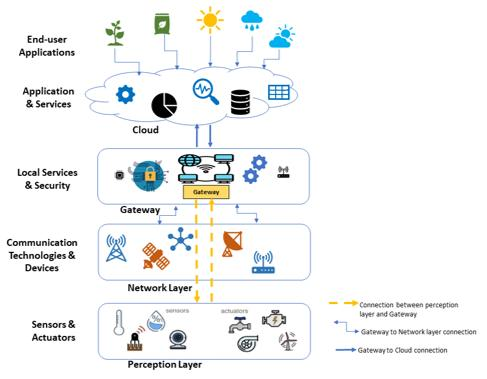 End-user
Applications
Application
& Services
Cloud
Local Services
& Security
Gateway
Gateway
Communication
Technologies &
Devices
Network Layer
sensors
actuators
Sensors &
Actuators
Perception Layer
Connection between perception
layer and Gateway
Gateway to Network layer connection
Gateway to Cloud connection